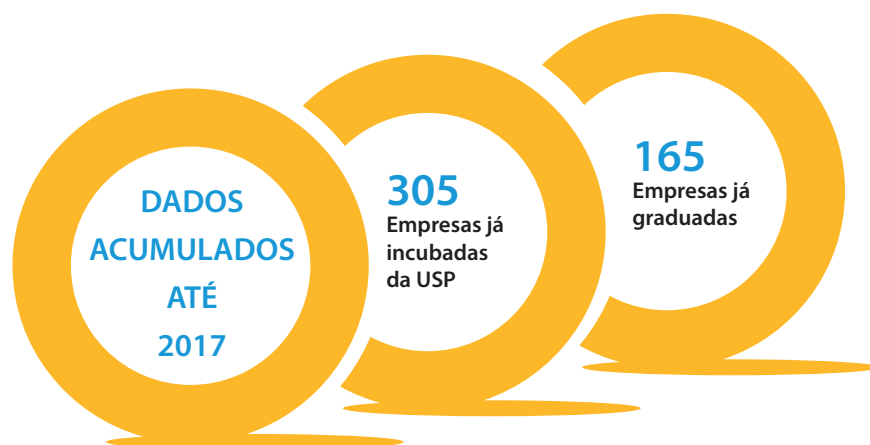 DADOS
ACUMULADOS
ATÉ
2017
305
Empresas já
incubadas
da USP
165
Empresas já
graduadas